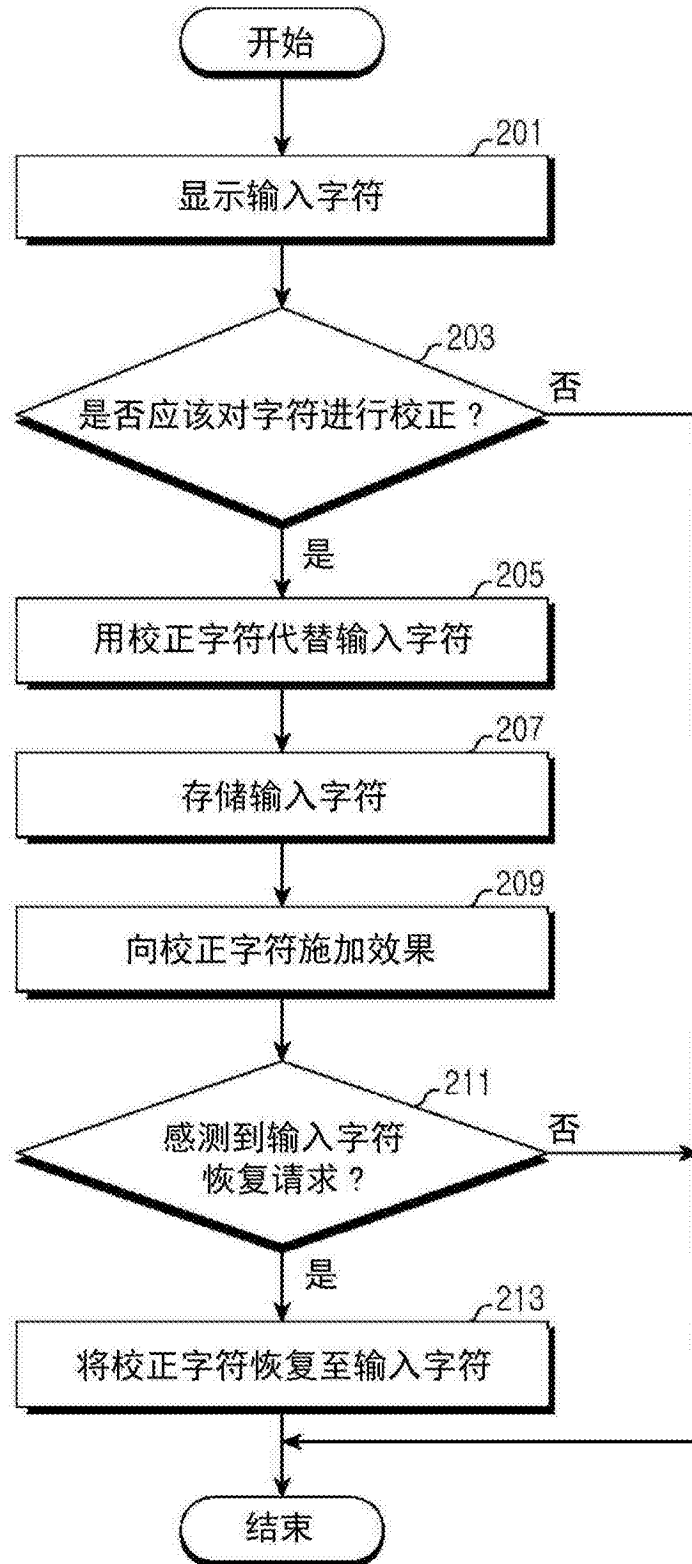 开始
201
显示输入字符
203
是否应该对字符进行校正？
否
是
205
用校正字符代替输入字符
207
存储输入字符
209
向校正字符施加效果
211
感测到输入字符
恢复请求？
否
是
213
将校正字符恢复至输入字符
结束